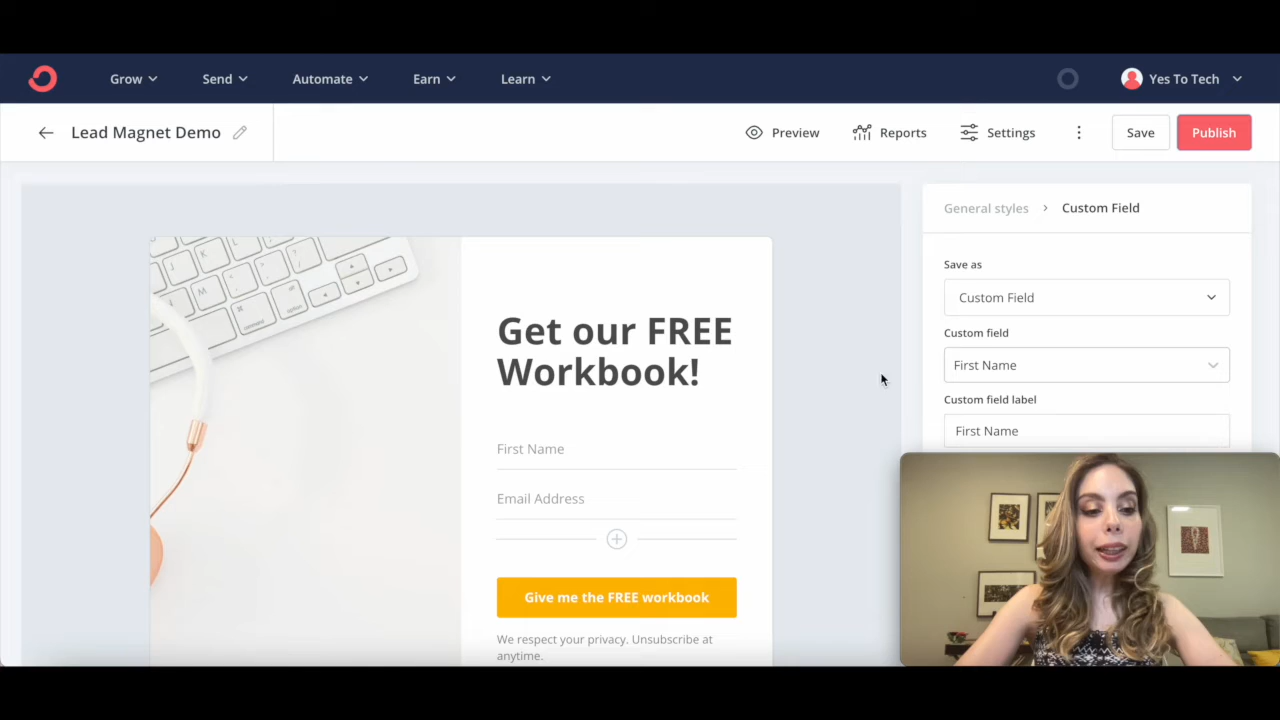 Grow
Send
Automate
Earn
Learn
Yes To Tech
Lead Magnet Demo
Preview
Reports
Settings
Save
Publish
General styles
Custom Field
Save as
Custom Field
Custom field
First Name
Custom field label
First Name
Get our FREE
Workbook!
First Name
Email Address
Give me the FREE workbook
We respect your privacy. Unsubscribe at
anytime.